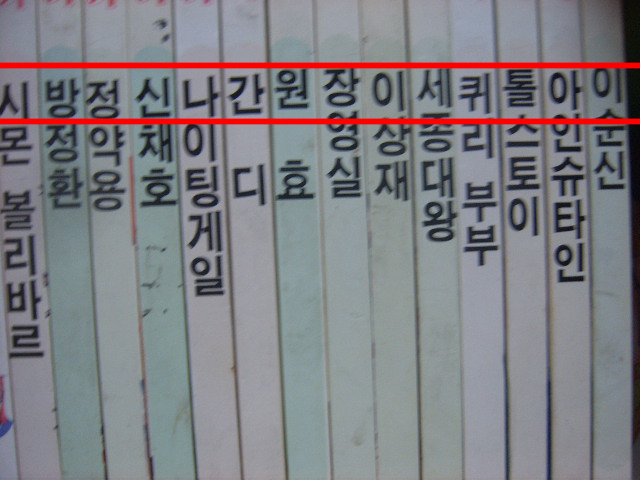 시몬 볼리바르
방정환
정약용
신채호
나이팅게일
간디
원효
장영실
이상재
세종대왕
퀴리 부부
톨스토이
아인슈타인
이순신